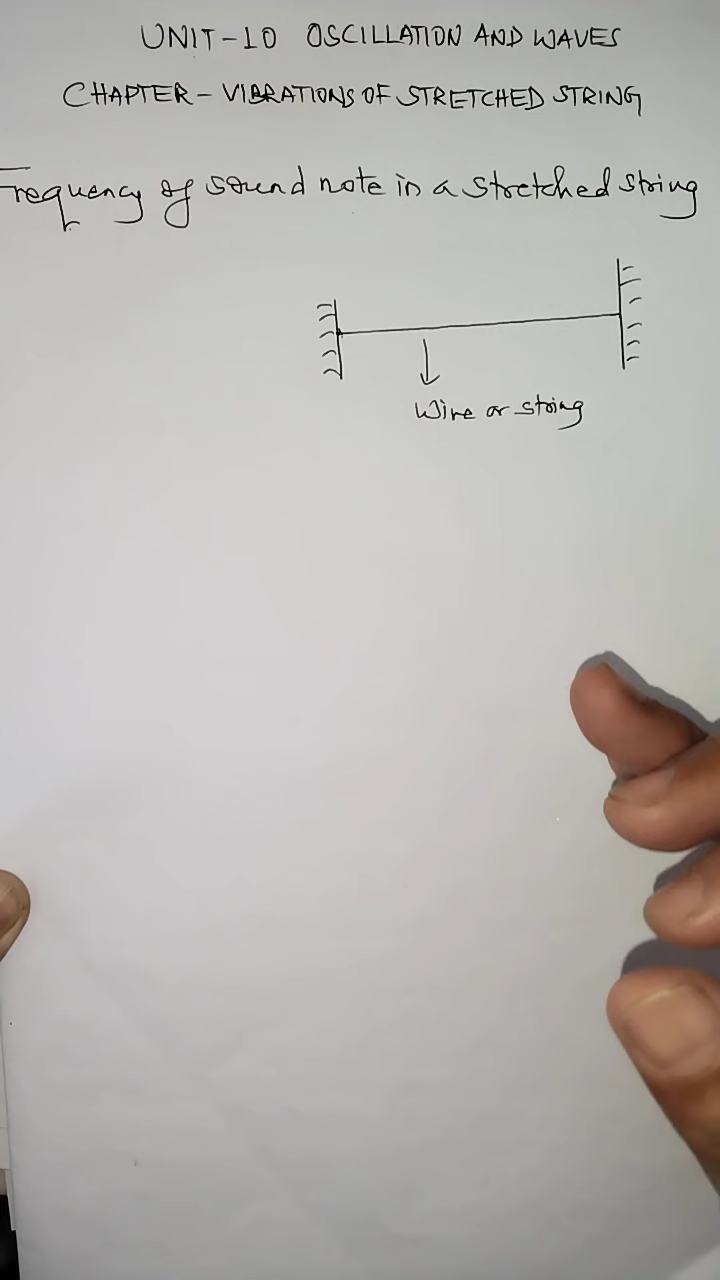 UNIT-10 OSCILLATION AND WAVES
CHAPTER - VIBRATIONS OF STRETCHED STRING
Frequency of sound note in a stretched string
Wire or string